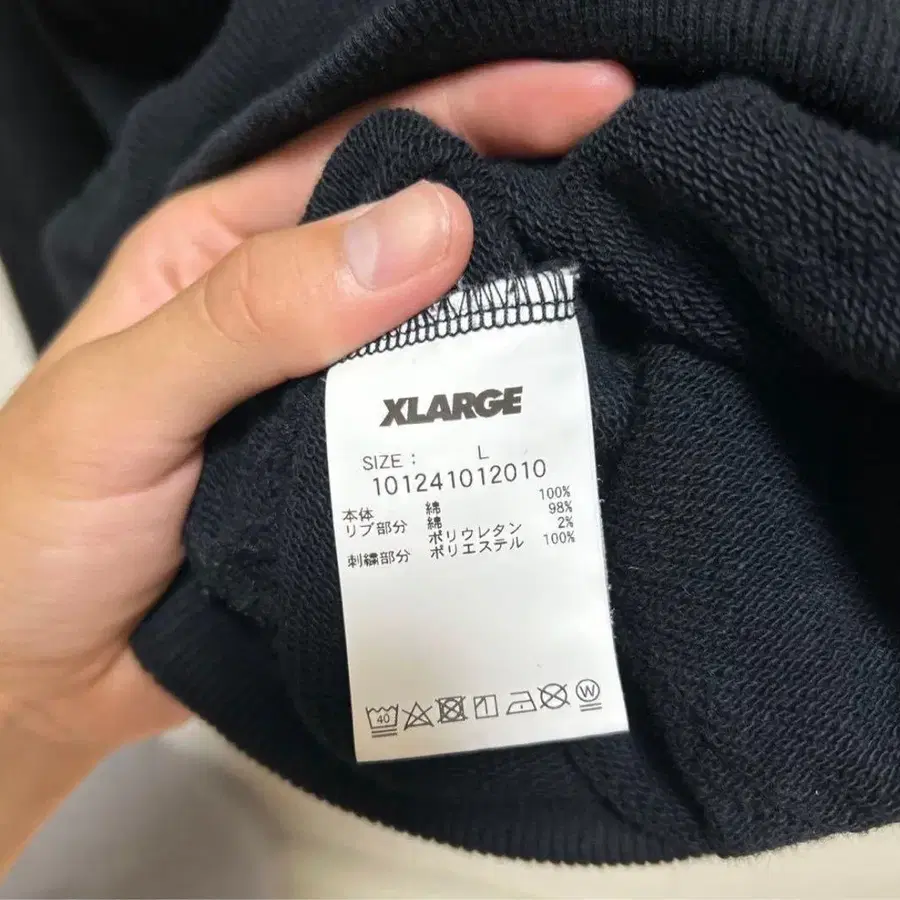 XLARGE
SIZE : L
101241012010
本体 綿 100%
リブ部分 綿 98%
ポリウレタン 2%
刺繍部分 ポリエステル 100%
40
W